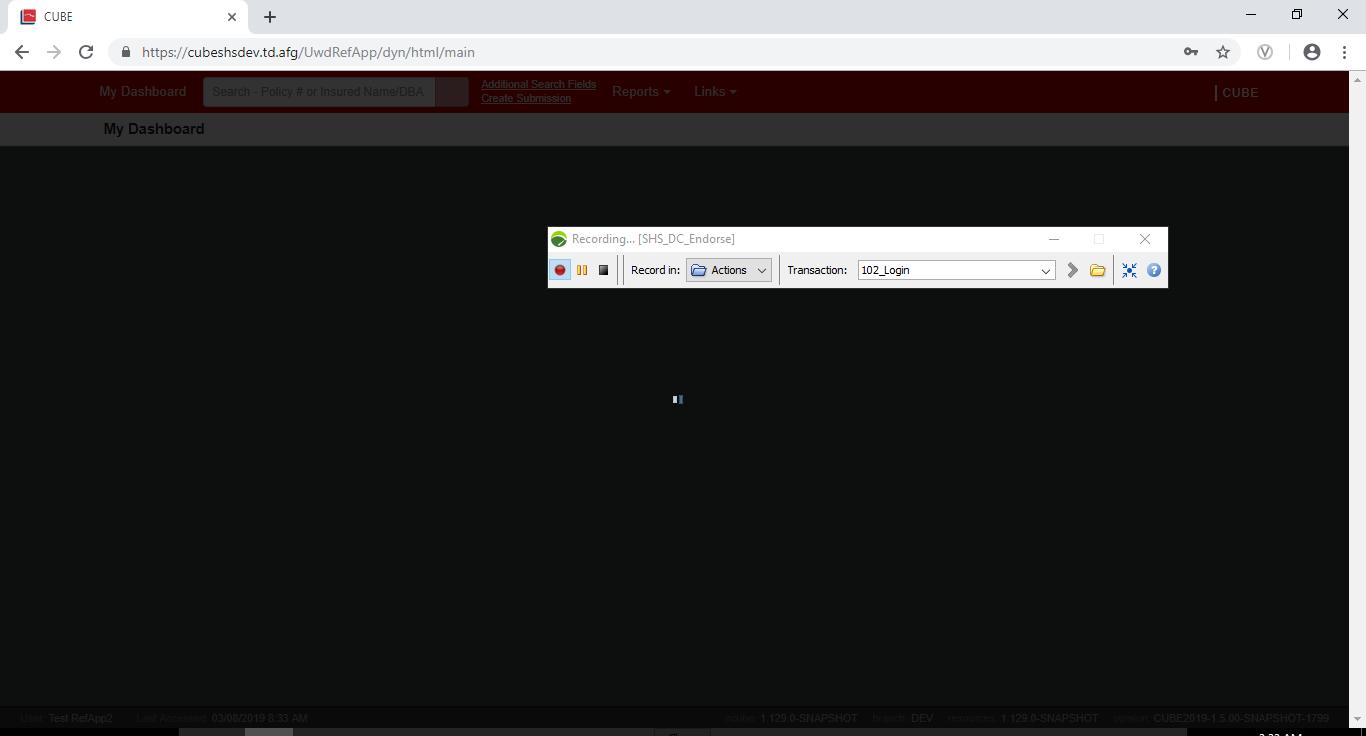 CUBE
https://cubeshsdev.td.afg/UwdRefApp/dyn/html/main
My Dashboard
Search - Policy # or Insured Name/DBA
Additional Search Fields
Create Submission
Reports
Links
CUBE
My Dashboard
Recording... [SHS_DC_Endorse]
Record in: Actions Transaction: 102_Login
User: Test RefApp2 Last Accessed: 03/08/2019 8:33 AM ncube: 1.129.0-SNAPSHOT branch: DEV resources: 1.129.0-SNAPSHOT version: CUBE2019-1.5.00-SNAPSHOT-1799